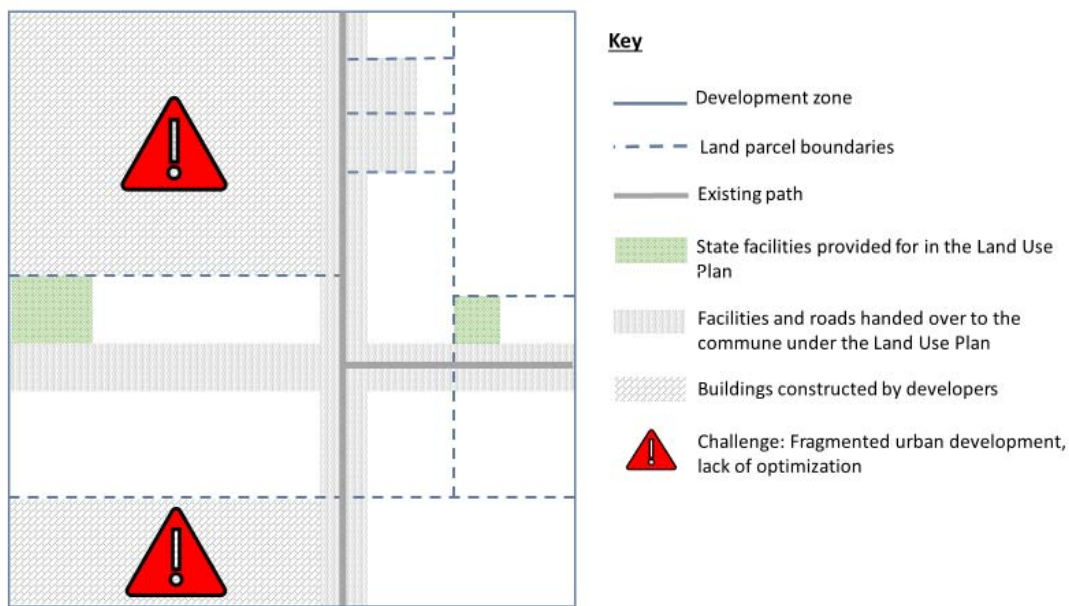 Key
Development zone
Land parcel boundaries
Existing path
State facilities provided for in the Land Use
Plan
Facilities and roads handed over to the
commune under the Land Use Plan
Buildings constructed by developers
Challenge: Fragmented urban development,
lack of optimization